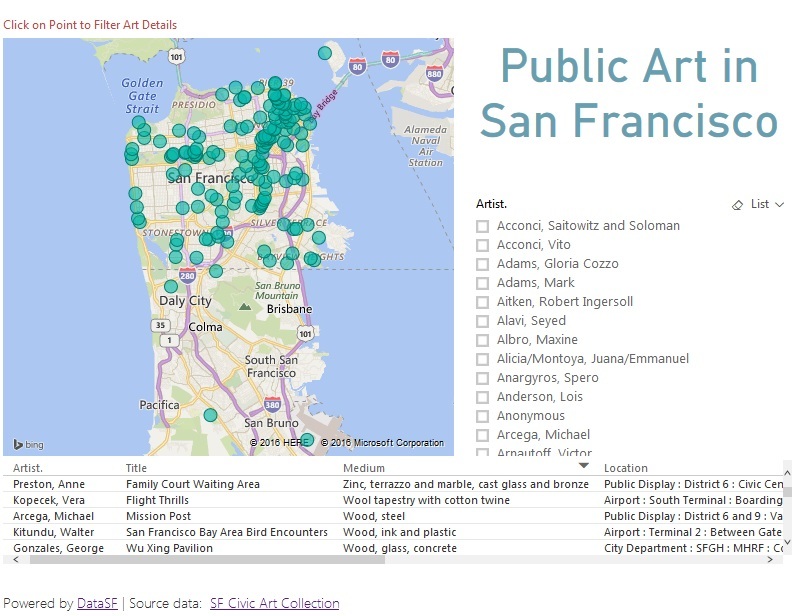 Click on Point to Filter Art Details
Public Art in
San Francisco
101
80
80
880
Golden
Gate
Strait
PRESIDIO
39
Bay Bridge
Alameda
Naval
Air
Station
San Francisco
SILVER TERRACE
STONESTOWN
HTS
280
San Bruno
Mountain
Daly City
Brisbane
35
Colma
1
101
South San
Francisco
Pacifica
380
San Bruno
bing
© 2016 HERE © 2016 Microsoft Corporation
Artist.
List
Acconci, Saitowitz and Soloman
Acconci, Vito
Adams, Gloria Cozzo
Adams, Mark
Aitken, Robert Ingersoll
Alavi, Seyed
Albro, Maxine
Alicia/Montoya, Juana/Emmanuel
Anargyros, Spero
Anderson, Lois
Anonymous
Arcega, Michael
Arnautoff, Victor
Artist. Title Medium Location
Preston, Anne Family Court Waiting Area Zinc, terrazzo and marble, cast glass and bronze Public Display : District 6 : Civic Cen
Kopecek, Vera Flight Thrills Wool tapestry with cotton twine Airport : South Terminal : Boarding
Arcega, Michael Mission Post Wood, steel Public Display : District 6 and 9 : Va
Kitundu, Walter San Francisco Bay Area Bird Encounters Wood, ink and plastic Airport : Terminal 2 : Between Gate
Gonzales, George Wu Xing Pavilion Wood, glass, concrete City Department : SFGH : MHRF : Co
Powered by DataSF | Source data: SF Civic Art Collection